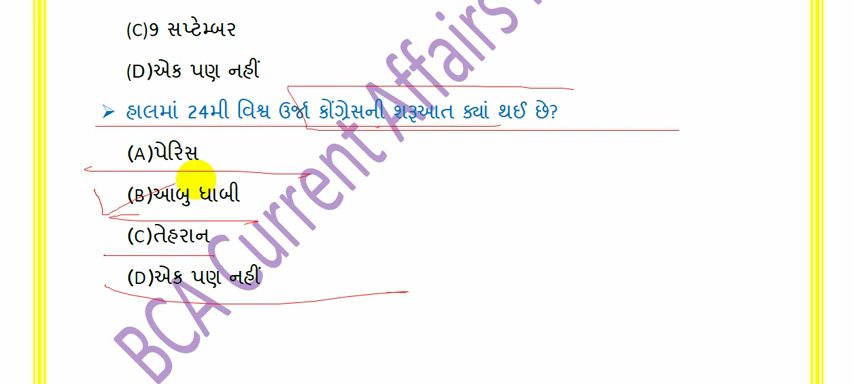 (C)9 સપ્ટેમ્બર
(D)એક પણ નહીં
➢ હાલમાં 24મી વિશ્વ ઉર્જા કોંગ્રેસની શરૂઆત ક્યાં થઈ છે?
(A)પેરિસ
(B)આબુ ધાબી
(C)તેહરાન
(D)એક પણ નહીં
BCA Current Affairs